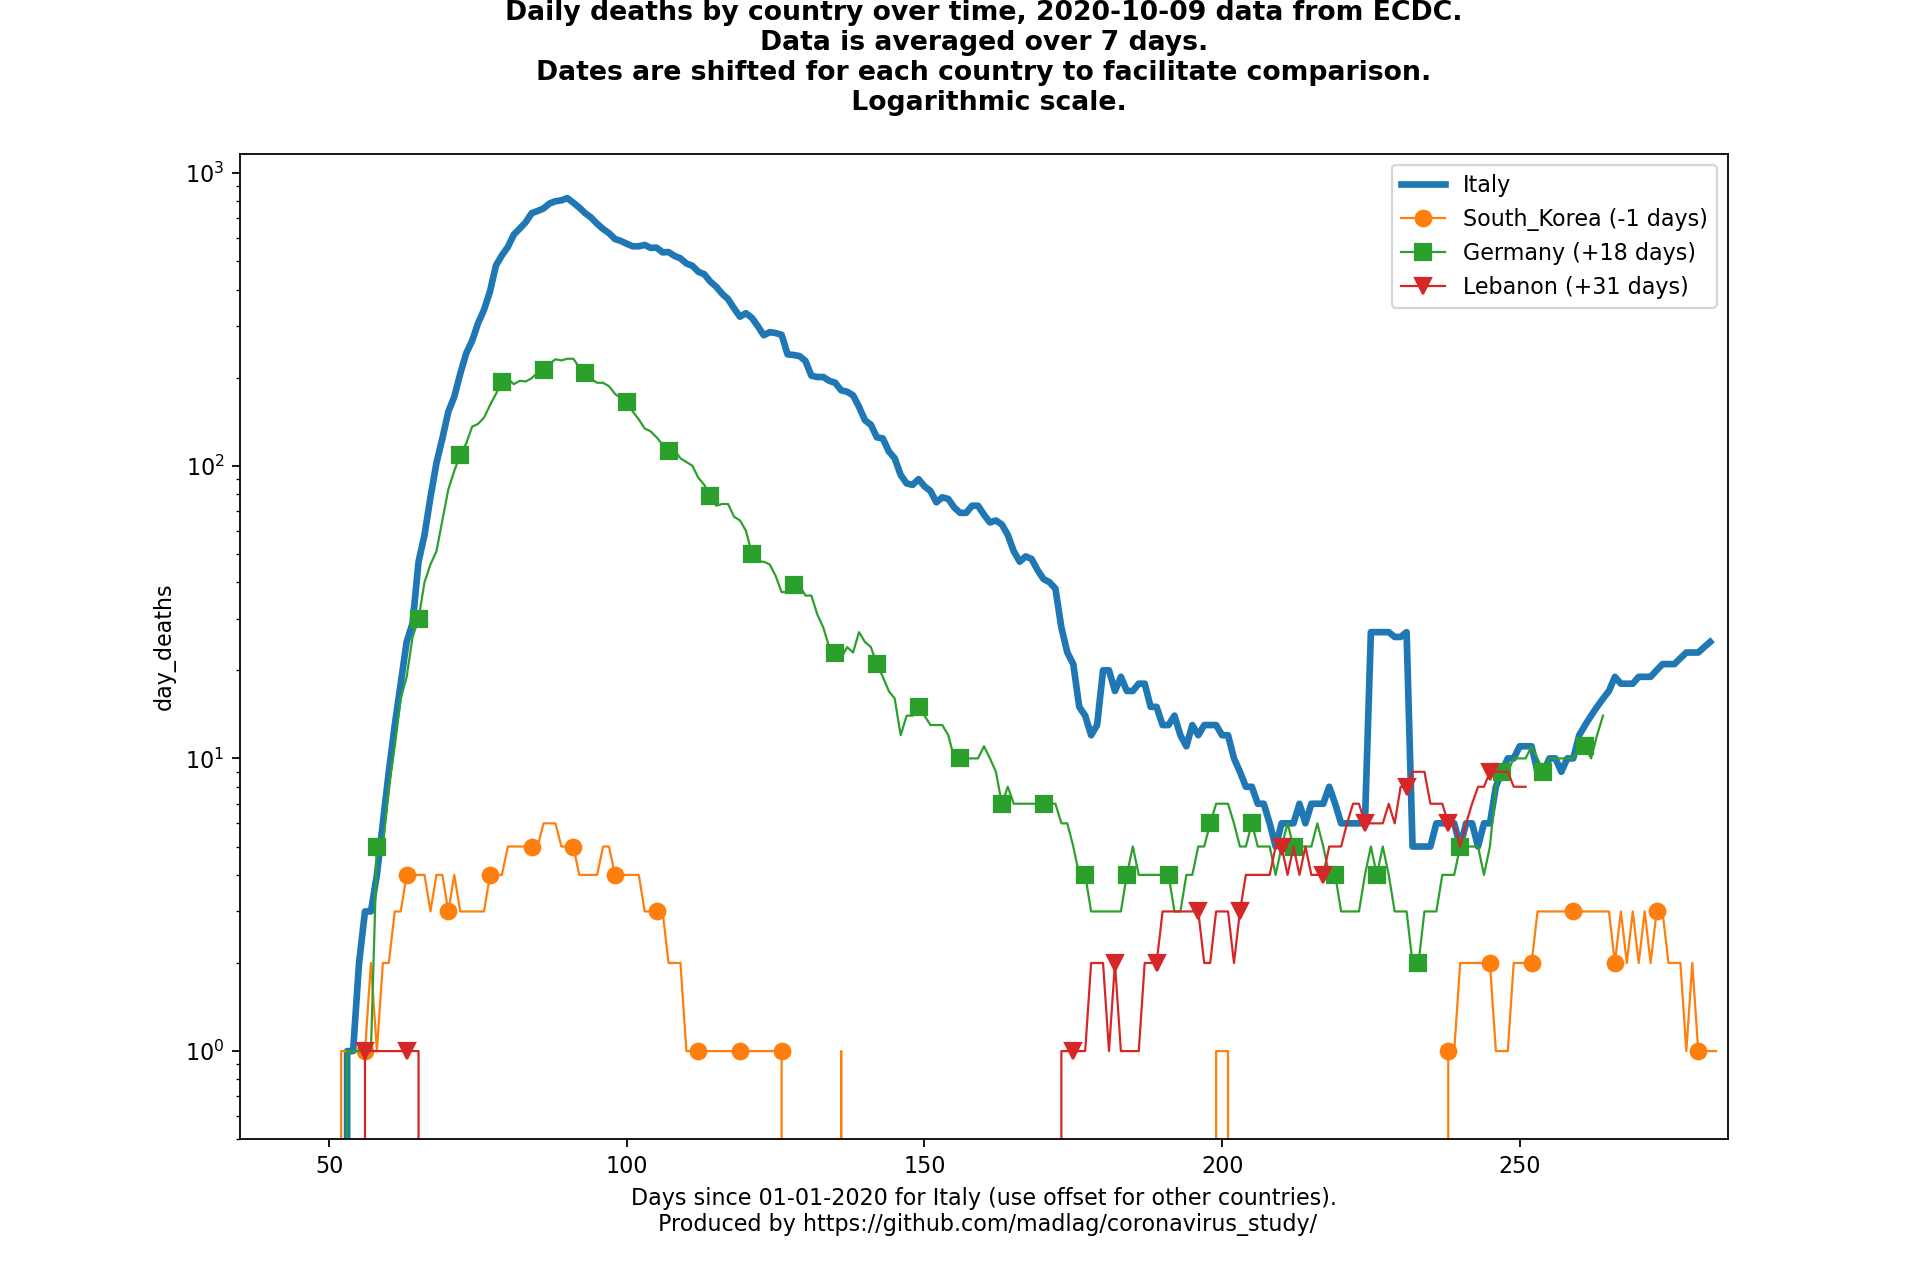 Daily deaths by country over time, 2020-10-09 data from ECDC.
Data is averaged over 7 days.
Dates are shifted for each country to facilitate comparison.
Logarithmic scale.
10³
10²
10¹
10⁰
day_deaths
Italy
South_Korea (-1 days)
Germany (+18 days)
Lebanon (+31 days)
50 100 150 200 250
Days since 01-01-2020 for Italy (use offset for other countries).
Produced by https://github.com/madlag/coronavirus_study/